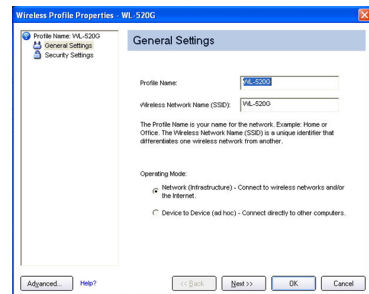 Wireless Profile Properties - WL-520G
Profile Name: WL-520G
General Settings
Security Settings
General Settings
Profile Name: WL-520G
Wireless Network Name (SSID): WL-520G
The Profile Name is your name for the network. Example: Home or
Office. The Wireless Network Name (SSID) is a unique identifier that
differentiates one wireless network from another.
Operating Mode:
Network (Infrastructure) - Connect to wireless networks and/or
the Internet.
Device to Device (ad hoc) - Connect directly to other computers.
Advanced... Help? << Back Next >> OK Cancel